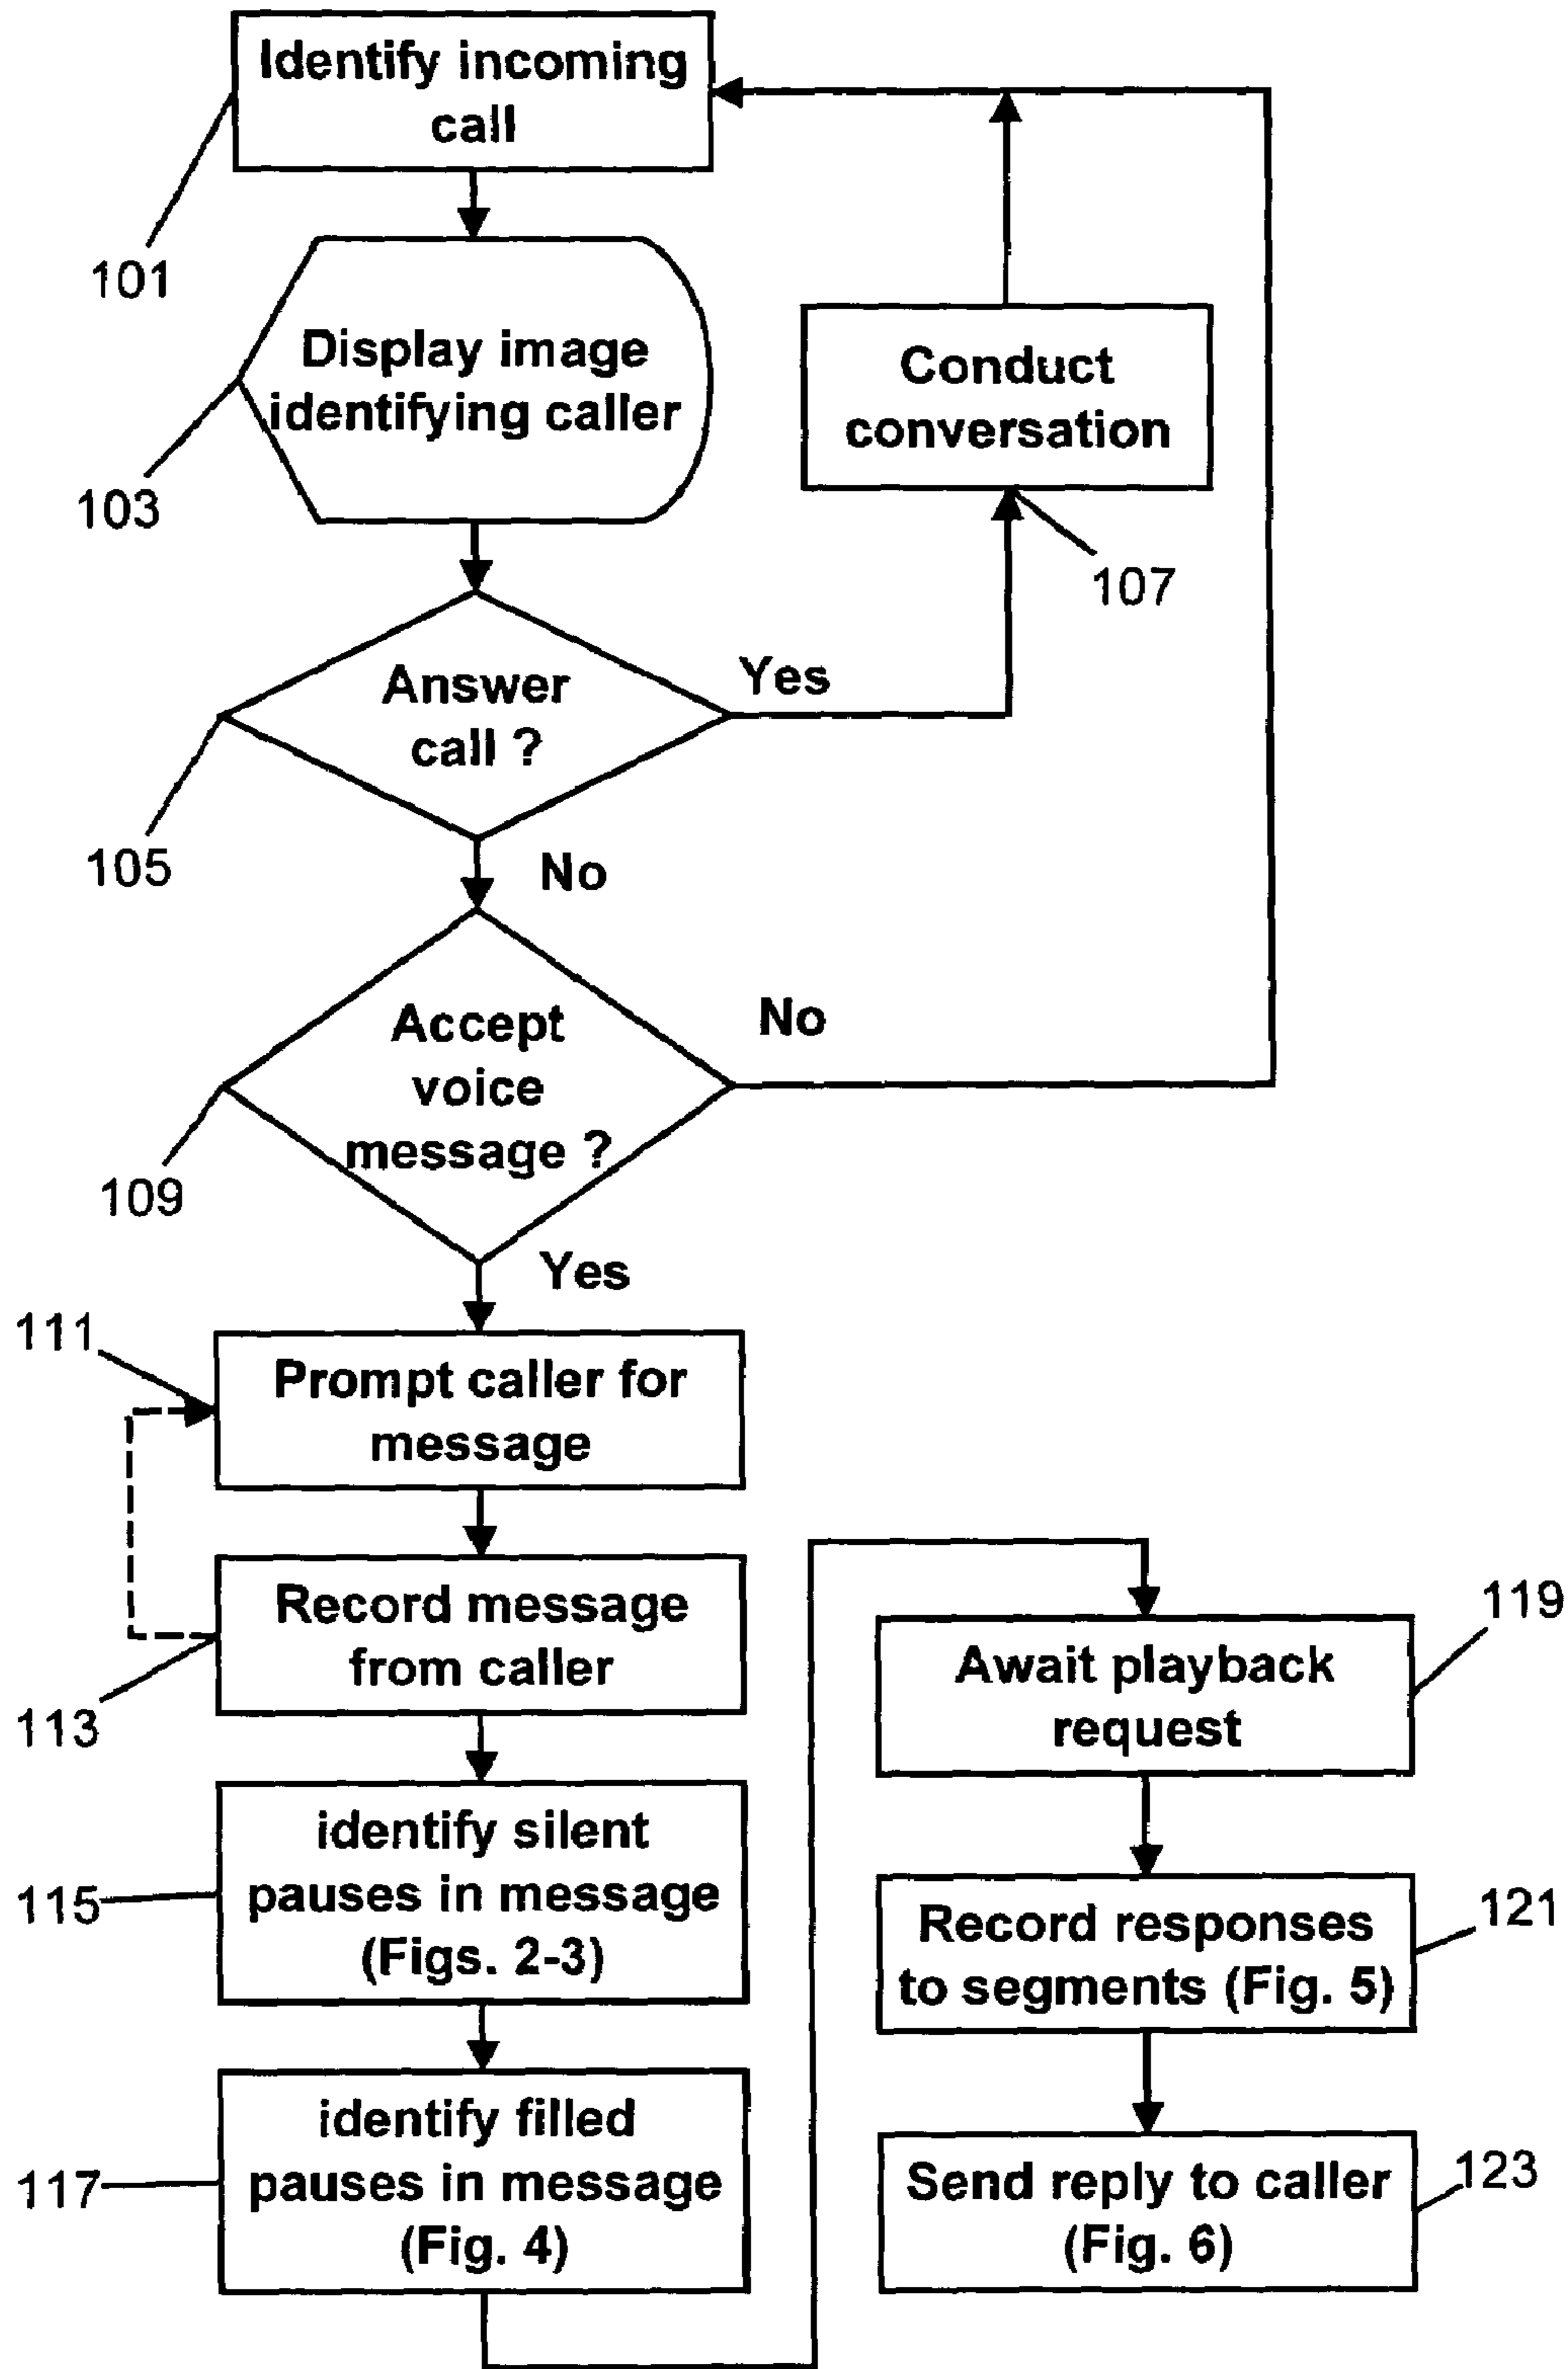 Identify incoming
call
101
Display image
identifying caller
103
Conduct
conversation
107
Answer
call ?
Yes
105
No
Accept
voice
message ?
No
109
Yes
111
Prompt caller for
message
Record message
from caller
113
identify silent
pauses in message
(Figs. 2-3)
115
identify filled
pauses in message
(Fig. 4)
117
119
Await playback
request
121
Record responses
to segments (Fig. 5)
123
Send reply to caller
(Fig. 6)